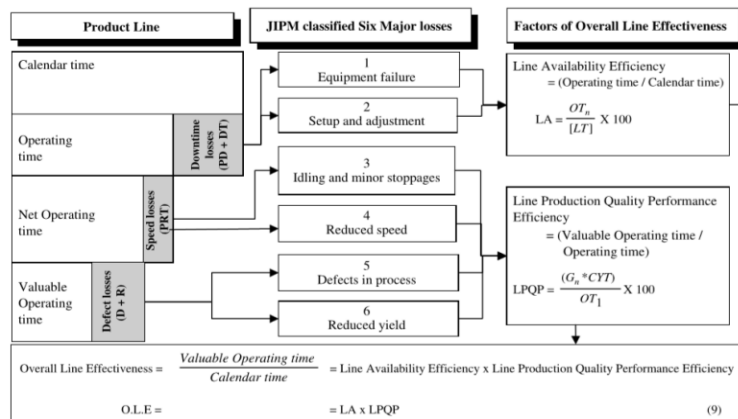 Product Line
JIPM classified Six Major losses
Factors of Overall Line Effectiveness
Calendar time
Operating
time
Downtime
losses
(PD + DT)
Net Operating
time
Speed losses
(PRT)
Valuable
Operating
time
Defect losses
(D + R)
1
Equipment failure
2
Setup and adjustment
3
Idling and minor stoppages
4
Reduced speed
5
Defects in process
6
Reduced yield
Line Availability Efficiency
= (Operating time / Calendar time)
LA = OT_n / [LT] X 100
Line Production Quality Performance
Efficiency
= (Valuable Operating time /
Operating time)
LPQP = (G_n *CYT) / OT_1 X 100
Overall Line Effectiveness = Valuable Operating time / Calendar time = Line Availability Efficiency x Line Production Quality Performance Efficiency
O.L.E = = LA x LPQP (9)